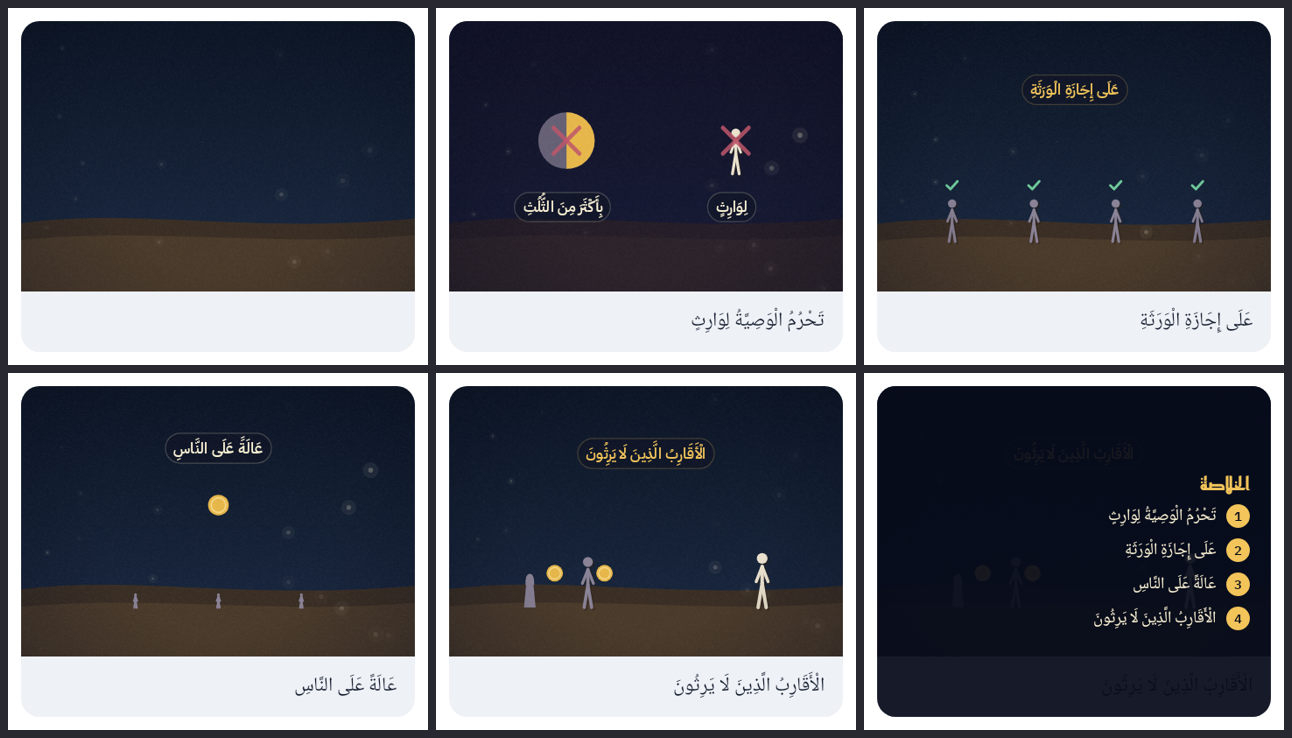 بِأَكْثَرَ مِنَ الثُّلُثِ
لِوَارِثٍ
تَحْرُمُ الْوَصِيَّةُ لِوَارِثٍ
عَلَى إِجَازَةِ الْوَرَثَةِ
عَلَى إِجَازَةِ الْوَرَثَةِ
عَالَةً عَلَى النَّاسِ
عَالَةً عَلَى النَّاسِ
الْأَقَارِبُ الَّذِينَ لَا يَرِثُونَ
الْأَقَارِبُ الَّذِينَ لَا يَرِثُونَ
الْأَقَارِبُ الَّذِينَ لَا يَرِثُونَ
الخلاصة
1 تَحْرُمُ الْوَصِيَّةُ لِوَارِثٍ
2 عَلَى إِجَازَةِ الْوَرَثَةِ
3 عَالَةً عَلَى النَّاسِ
4 الْأَقَارِبُ الَّذِينَ لَا يَرِثُونَ
الْأَقَارِبُ الَّذِينَ لَا يَرِثُونَ